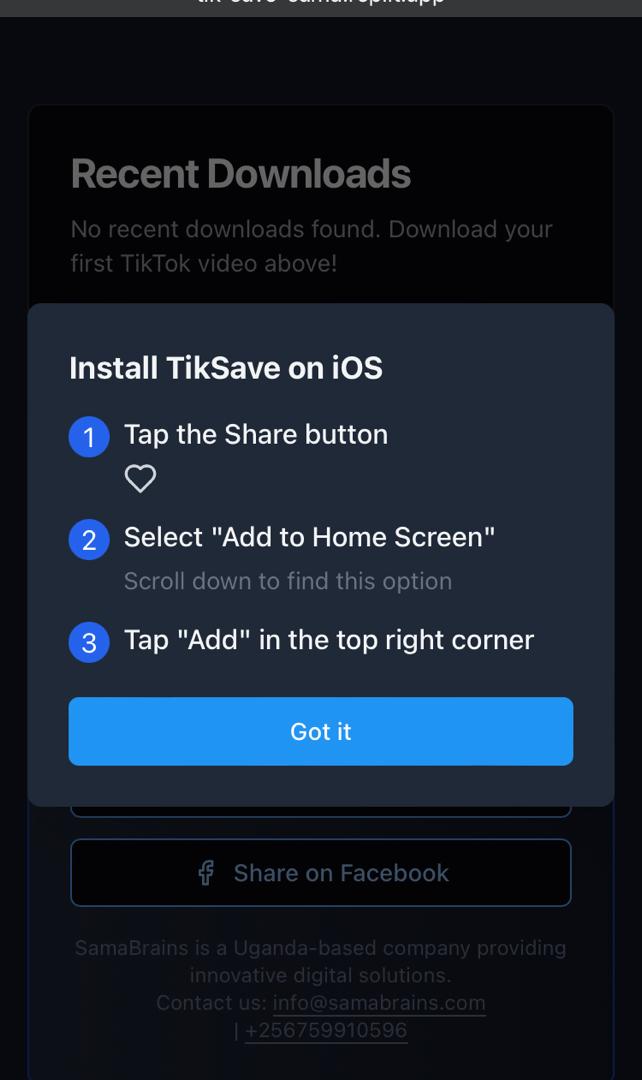 Recent Downloads
No recent downloads found. Download your
first TikTok video above!
Install TikSave on iOS
1 Tap the Share button
2 Select "Add to Home Screen"
Scroll down to find this option
3 Tap "Add" in the top right corner
Got it
Share on Facebook
SamaBrains is a Uganda-based company providing
innovative digital solutions.
Contact us: info@samabrains.com
| +256759910596